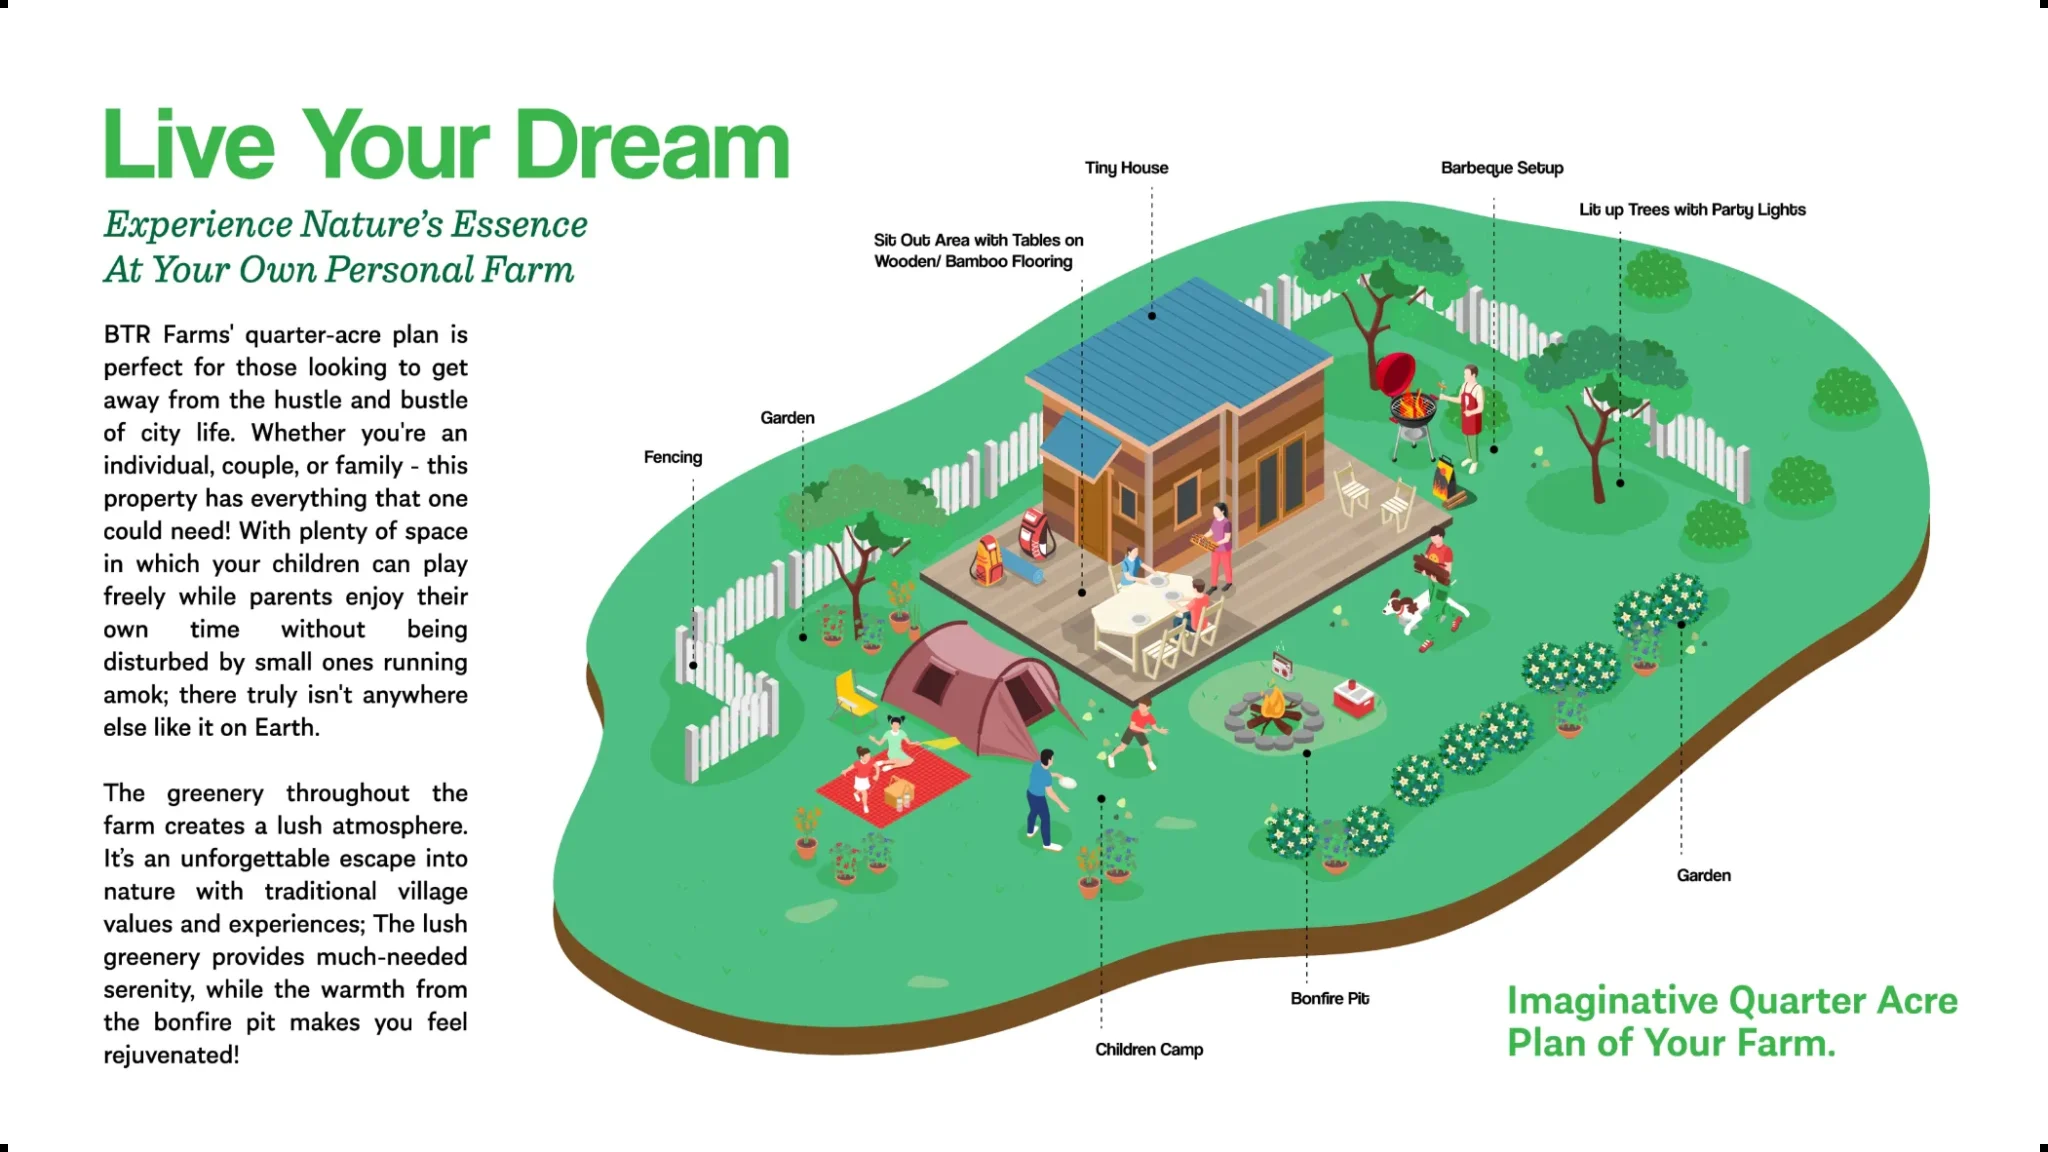 Live Your Dream
Experience Nature's Essence
At Your Own Personal Farm
BTR Farms' quarter-acre plan is
perfect for those looking to get
away from the hustle and bustle
of city life. Whether you're an
individual, couple, or family - this
property has everything that one
could need! With plenty of space
in which your children can play
freely while parents enjoy their
own time without being
disturbed by small ones running
amok; there truly isn't anywhere
else like it on Earth.
The greenery throughout the
farm creates a lush atmosphere.
It's an unforgettable escape into
nature with traditional village
values and experiences; The lush
greenery provides much-needed
serenity, while the warmth from
the bonfire pit makes you feel
rejuvenated!
Tiny House
Barbeque Setup
Lit up Trees with Party Lights
Sit Out Area with Tables on
Wooden/ Bamboo Flooring
Garden
Fencing
Garden
Bonfire Pit
Children Camp
Imaginative Quarter Acre
Plan of Your Farm.